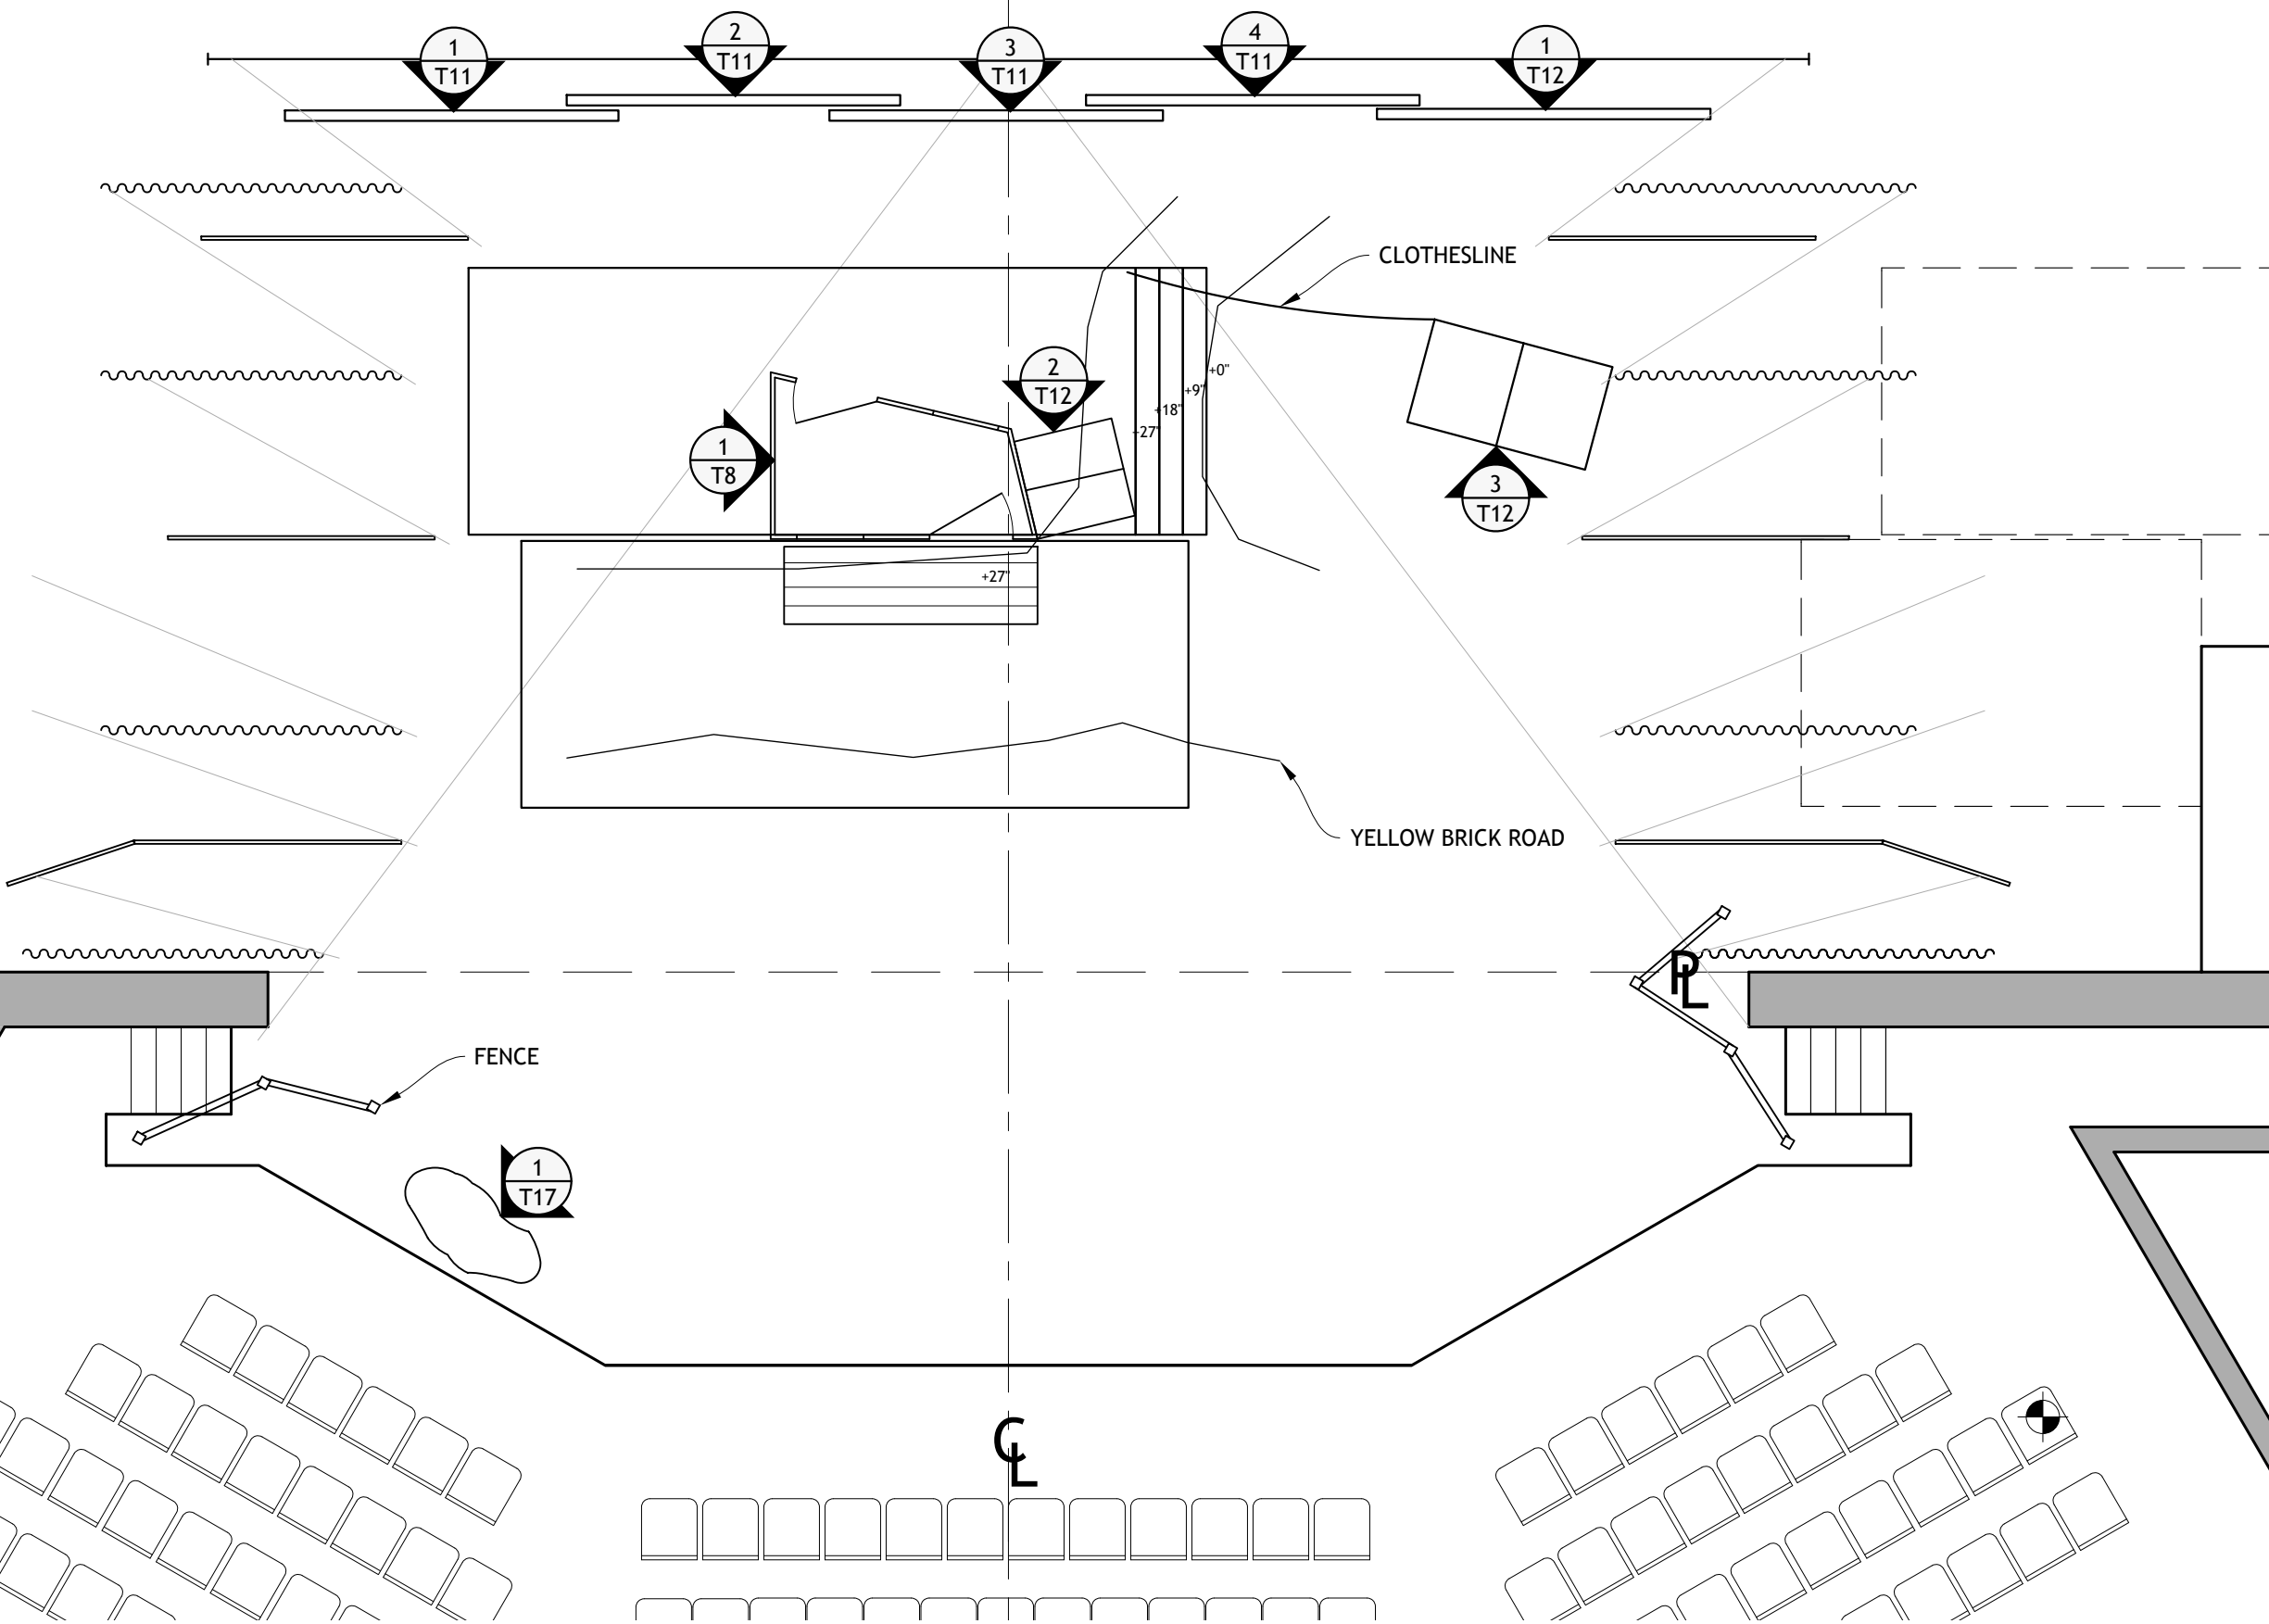 1
T11
2
T11
3
T11
4
T11
1
T12
CLOTHESLINE
2
T12
+0"
+9"
+18"
+27"
1
T8
3
T12
+27"
YELLOW BRICK ROAD
PL
FENCE
1
T17
CL